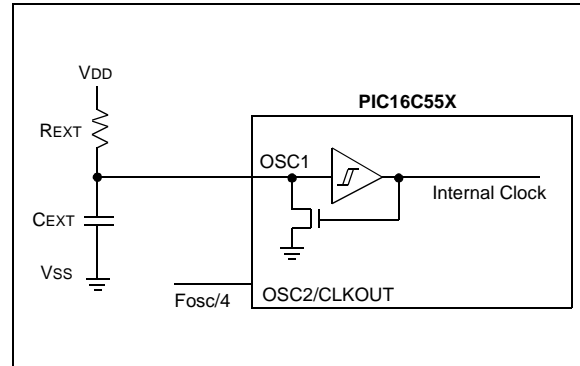 VDD
PIC16C55X
REXT
OSC1
Internal Clock
CEXT
VSS
Fosc/4
OSC2/CLKOUT